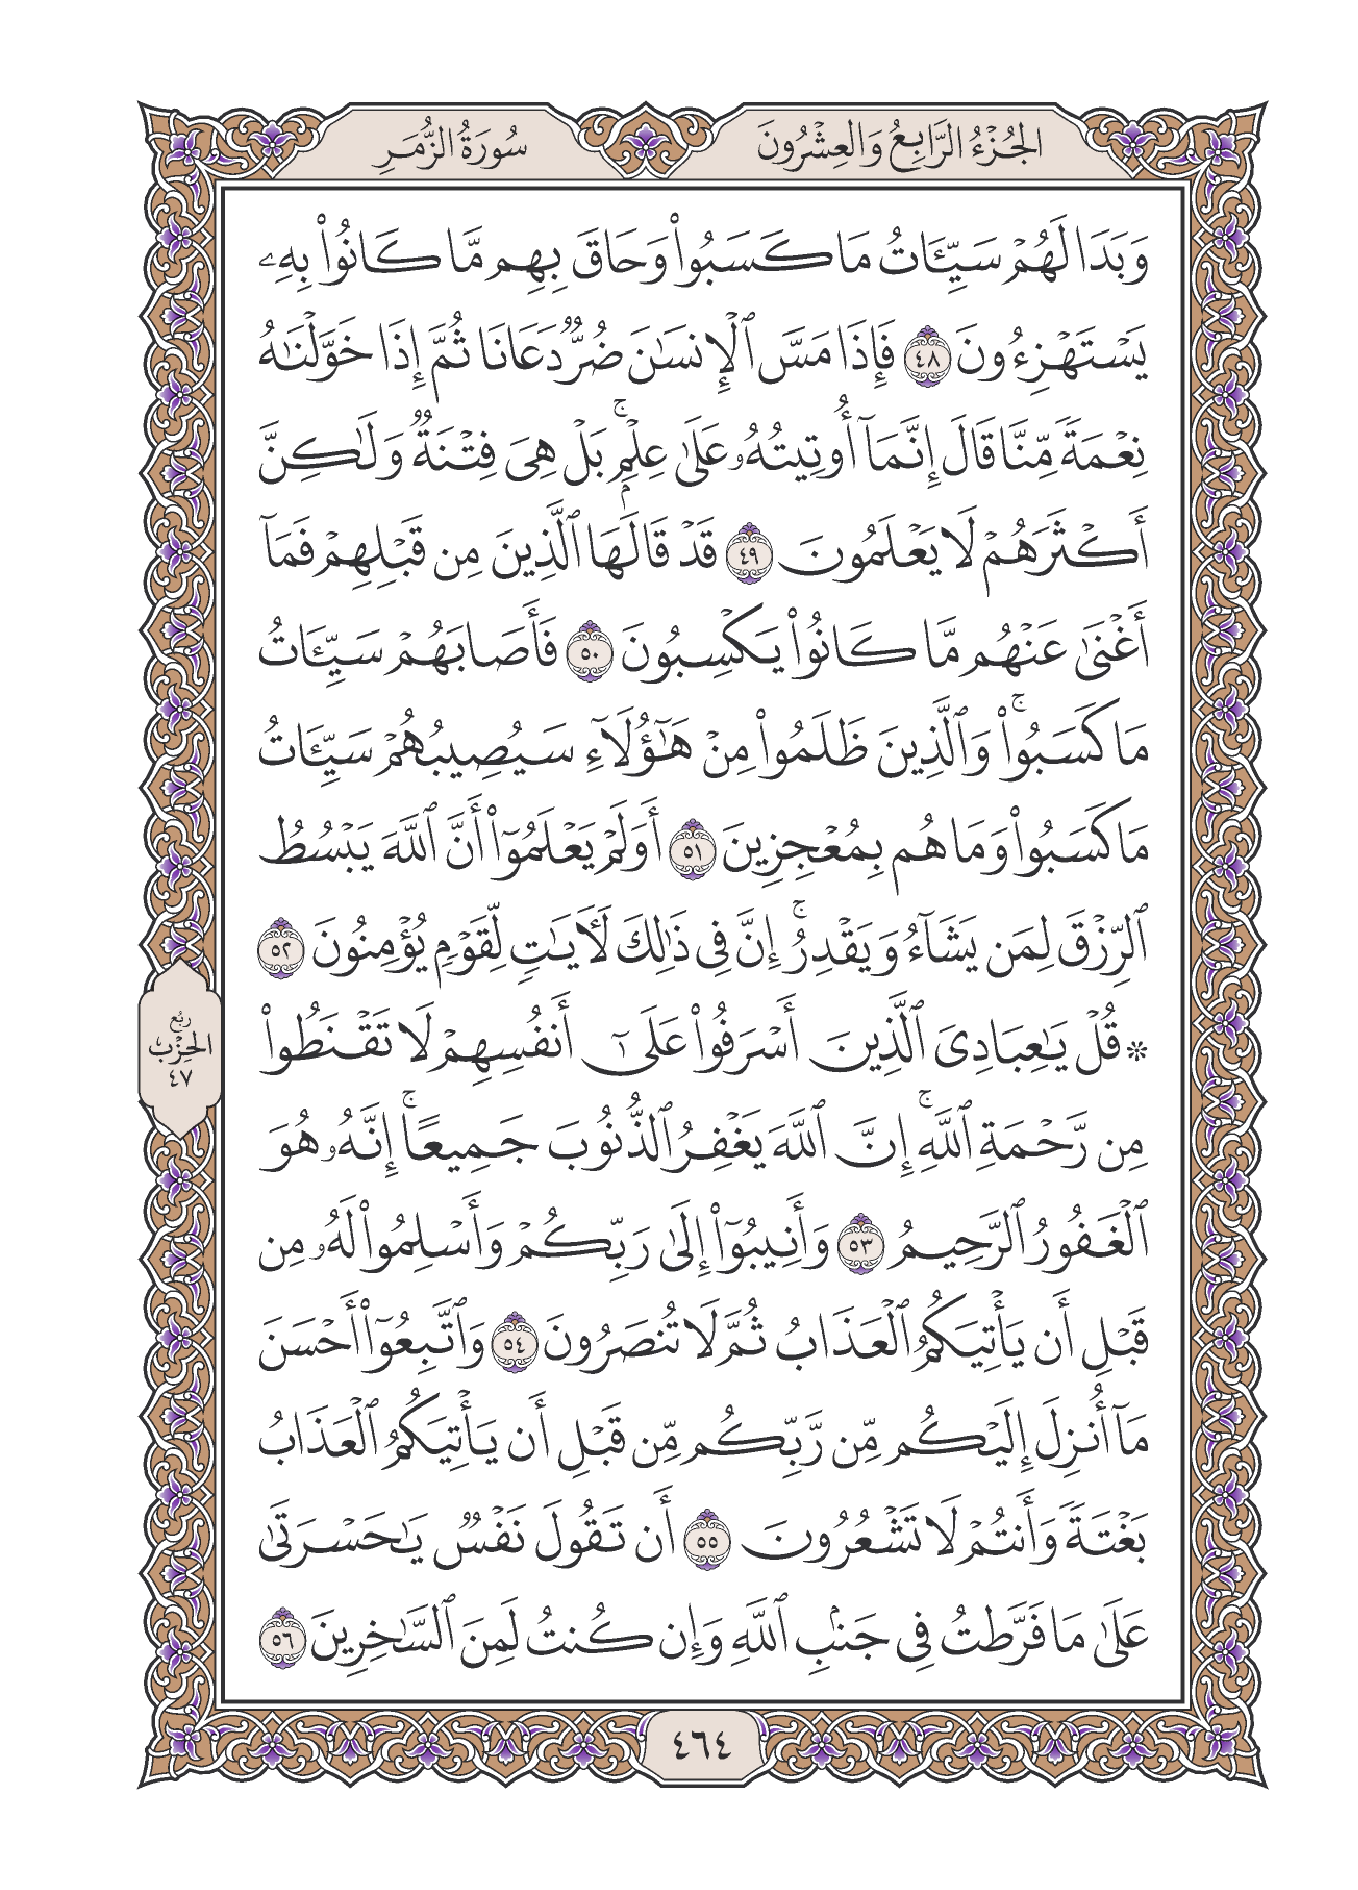 الجُزْءُ الرَّابِعُ وَالعِشْرُونَ
سُورَةُ الزُّمَرِ
وَبَدَا لَهُمْ سَيِّـَٔاتُ مَا كَسَبُوا۟ وَحَاقَ بِهِم مَّا كَانُوا۟ بِهِۦ
يَسْتَهْزِءُونَ ٤٨ فَإِذَا مَسَّ ٱلْإِنسَٰنَ ضُرٌّ دَعَانَا ثُمَّ إِذَا خَوَّلْنَٰهُ
نِعْمَةً مِّنَّا قَالَ إِنَّمَآ أُوتِيتُهُۥ عَلَىٰ عِلْمٍۭ ۚ بَلْ هِىَ فِتْنَةٌ وَلَٰكِنَّ
أَكْثَرَهُمْ لَا يَعْلَمُونَ ٤٩ قَدْ قَالَهَا ٱلَّذِينَ مِن قَبْلِهِمْ فَمَآ
أَغْنَىٰ عَنْهُم مَّا كَانُوا۟ يَكْسِبُونَ ٥٠ فَأَصَابَهُمْ سَيِّـَٔاتُ
مَا كَسَبُوا۟ ۚ وَٱلَّذِينَ ظَلَمُوا۟ مِنْ هَٰٓؤُلَآءِ سَيُصِيبُهُمْ سَيِّـَٔاتُ
مَا كَسَبُوا۟ وَمَا هُم بِمُعْجِزِينَ ٥١ أَوَلَمْ يَعْلَمُوٓا۟ أَنَّ ٱللَّهَ يَبْسُطُ
ٱلرِّزْقَ لِمَن يَشَآءُ وَيَقْدِرُ ۚ إِنَّ فِى ذَٰلِكَ لَـَٔايَٰتٍ لِّقَوْمٍ يُؤْمِنُونَ ٥٢
۞ قُلْ يَٰعِبَادِىَ ٱلَّذِينَ أَسْرَفُوا۟ عَلَىٰٓ أَنفُسِهِمْ لَا تَقْنَطُوا۟
مِن رَّحْمَةِ ٱللَّهِ ۚ إِنَّ ٱللَّهَ يَغْفِرُ ٱلذُّنُوبَ جَمِيعًا ۚ إِنَّهُۥ هُوَ
ٱلْغَفُورُ ٱلرَّحِيمُ ٥٣ وَأَنِيبُوٓا۟ إِلَىٰ رَبِّكُمْ وَأَسْلِمُوا۟ لَهُۥ مِن
قَبْلِ أَن يَأْتِيَكُمُ ٱلْعَذَابُ ثُمَّ لَا تُنصَرُونَ ٥٤ وَٱتَّبِعُوٓا۟ أَحْسَنَ
مَآ أُنزِلَ إِلَيْكُم مِّن رَّبِّكُم مِّن قَبْلِ أَن يَأْتِيَكُمُ ٱلْعَذَابُ
بَغْتَةً وَأَنتُمْ لَا تَشْعُرُونَ ٥٥ أَن تَقُولَ نَفْسٌ يَٰحَسْرَتَىٰ
عَلَىٰ مَا فَرَّطتُ فِى جَنۢبِ ٱللَّهِ وَإِن كُنتُ لَمِنَ ٱلسَّٰخِرِينَ ٥٦
رُبُع
الحِزْب
٤٧
٤٦٤